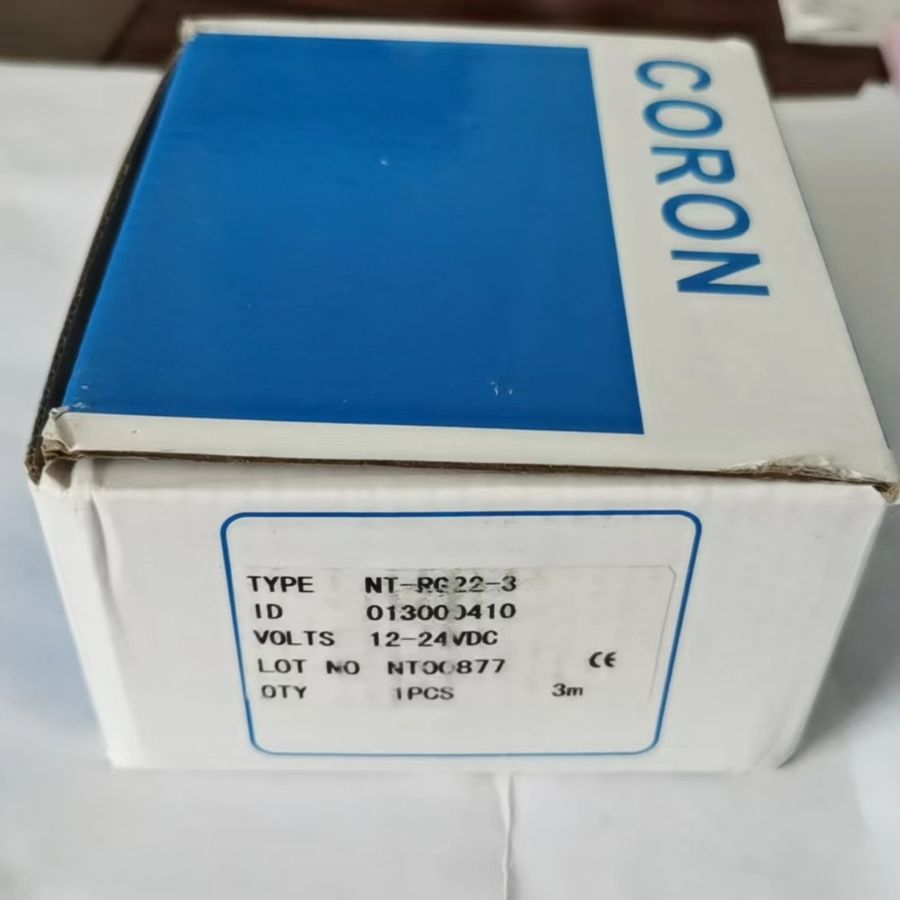 CORON
TYPE NT-RG22-3
ID 013000410
VOLTS 12-24VDC
LOT NO NT00877
CE
QTY 1PCS 3m